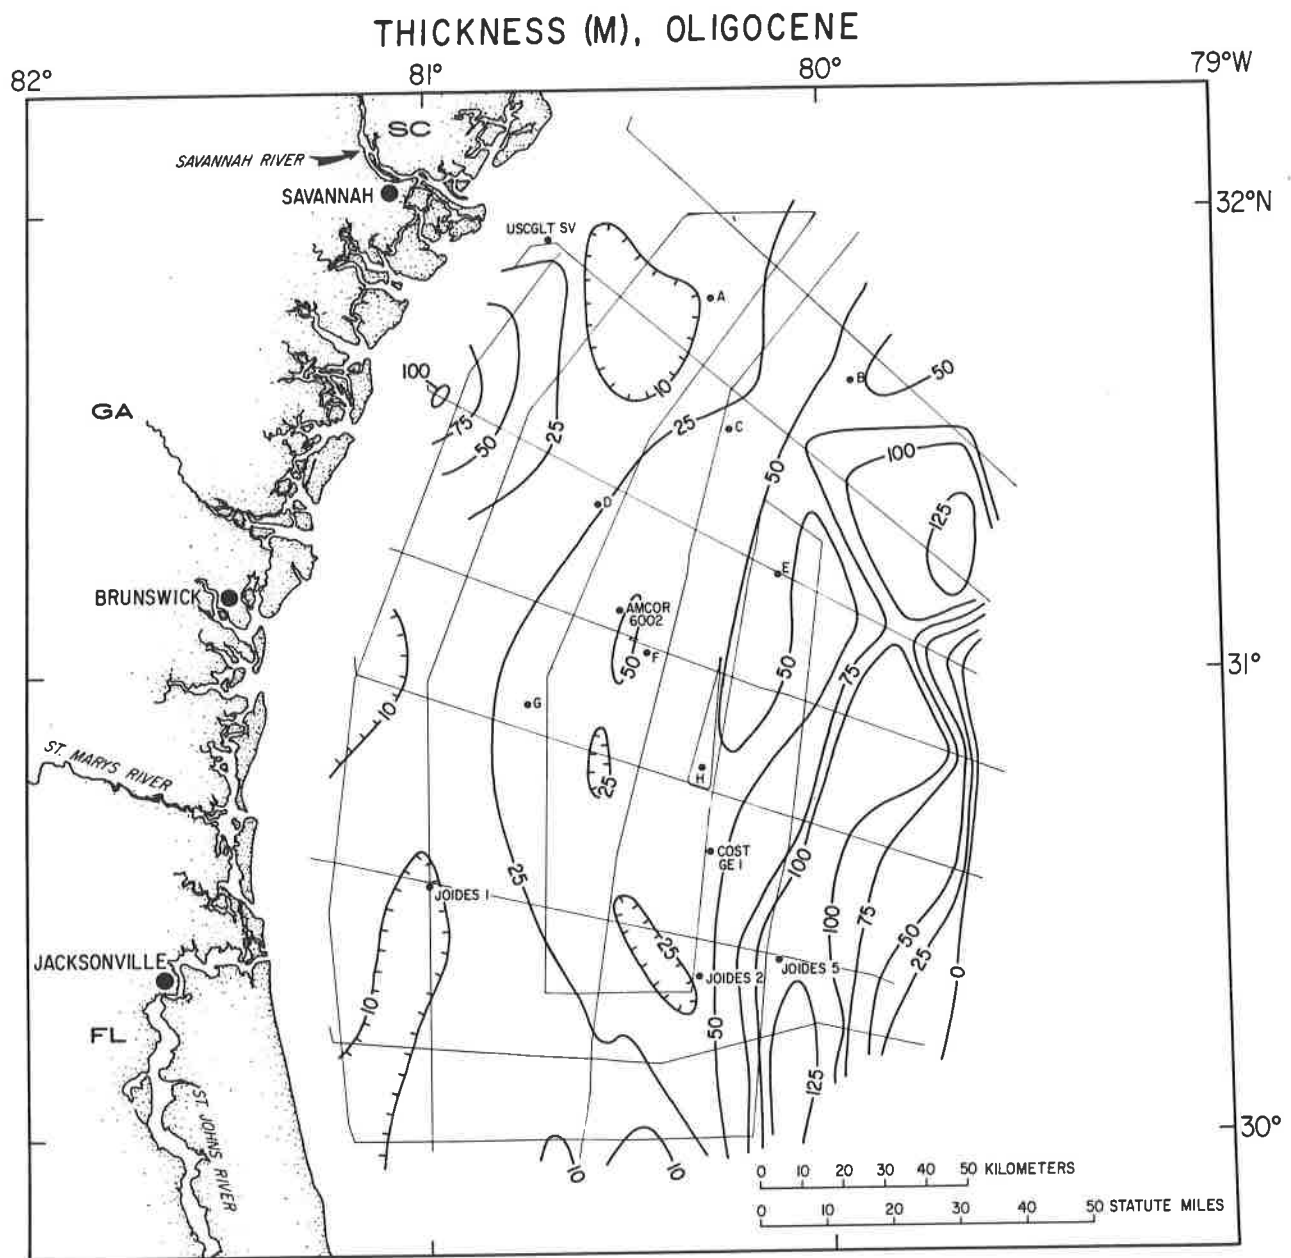 THICKNESS (M), OLIGOCENE
82°
81°
80°
79°W
SC
SAVANNAH RIVER
SAVANNAH
32°N
USCGLT SV
A
10
B
50
100
GA
75
50
25
25
C
50
100
125
D
E
BRUNSWICK
AMCOR
6002
F
50
50
75
31°
10
G
25
H
ST. MARYS RIVER
COST
GE 1
100
25
JOIDES 1
100
75
50
25
25
JACKSONVILLE
JOIDES 2
JOIDES 5
0
10
FL
50
125
ST. JOHNS RIVER
10
10
30°
0 10 20 30 40 50 KILOMETERS
0 10 20 30 40 50 STATUTE MILES